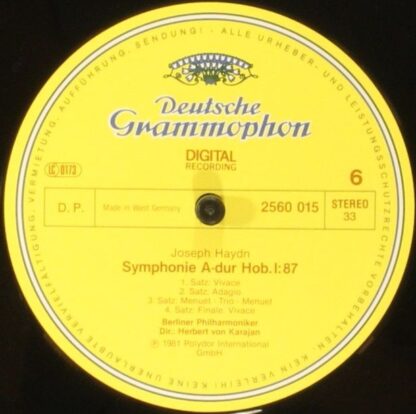 VERMIETUNG, AUFFÜHRUNG, SENDUNG! - ALLE URHEBER- UND LEISTUNGSSCHUTZRECHTE VORBEHALTEN · KEIN VERLEIH! KEINE UNERLAUBTE VERVIELFÄLTIGUNG,
Deutsche
Grammophon
DIGITAL
RECORDING
LC 0173
6
D. P. Made in West Germany 2560 015 STEREO
33
Joseph Haydn
Symphonie A-dur Hob. I: 87
1. Satz: Vivace
2. Satz: Adagio
3. Satz: Menuet - Trio - Menuet
4. Satz: Finale. Vivace
Berliner Philharmoniker
Dir.: Herbert von Karajan
℗ 1981 Polydor International
GmbH